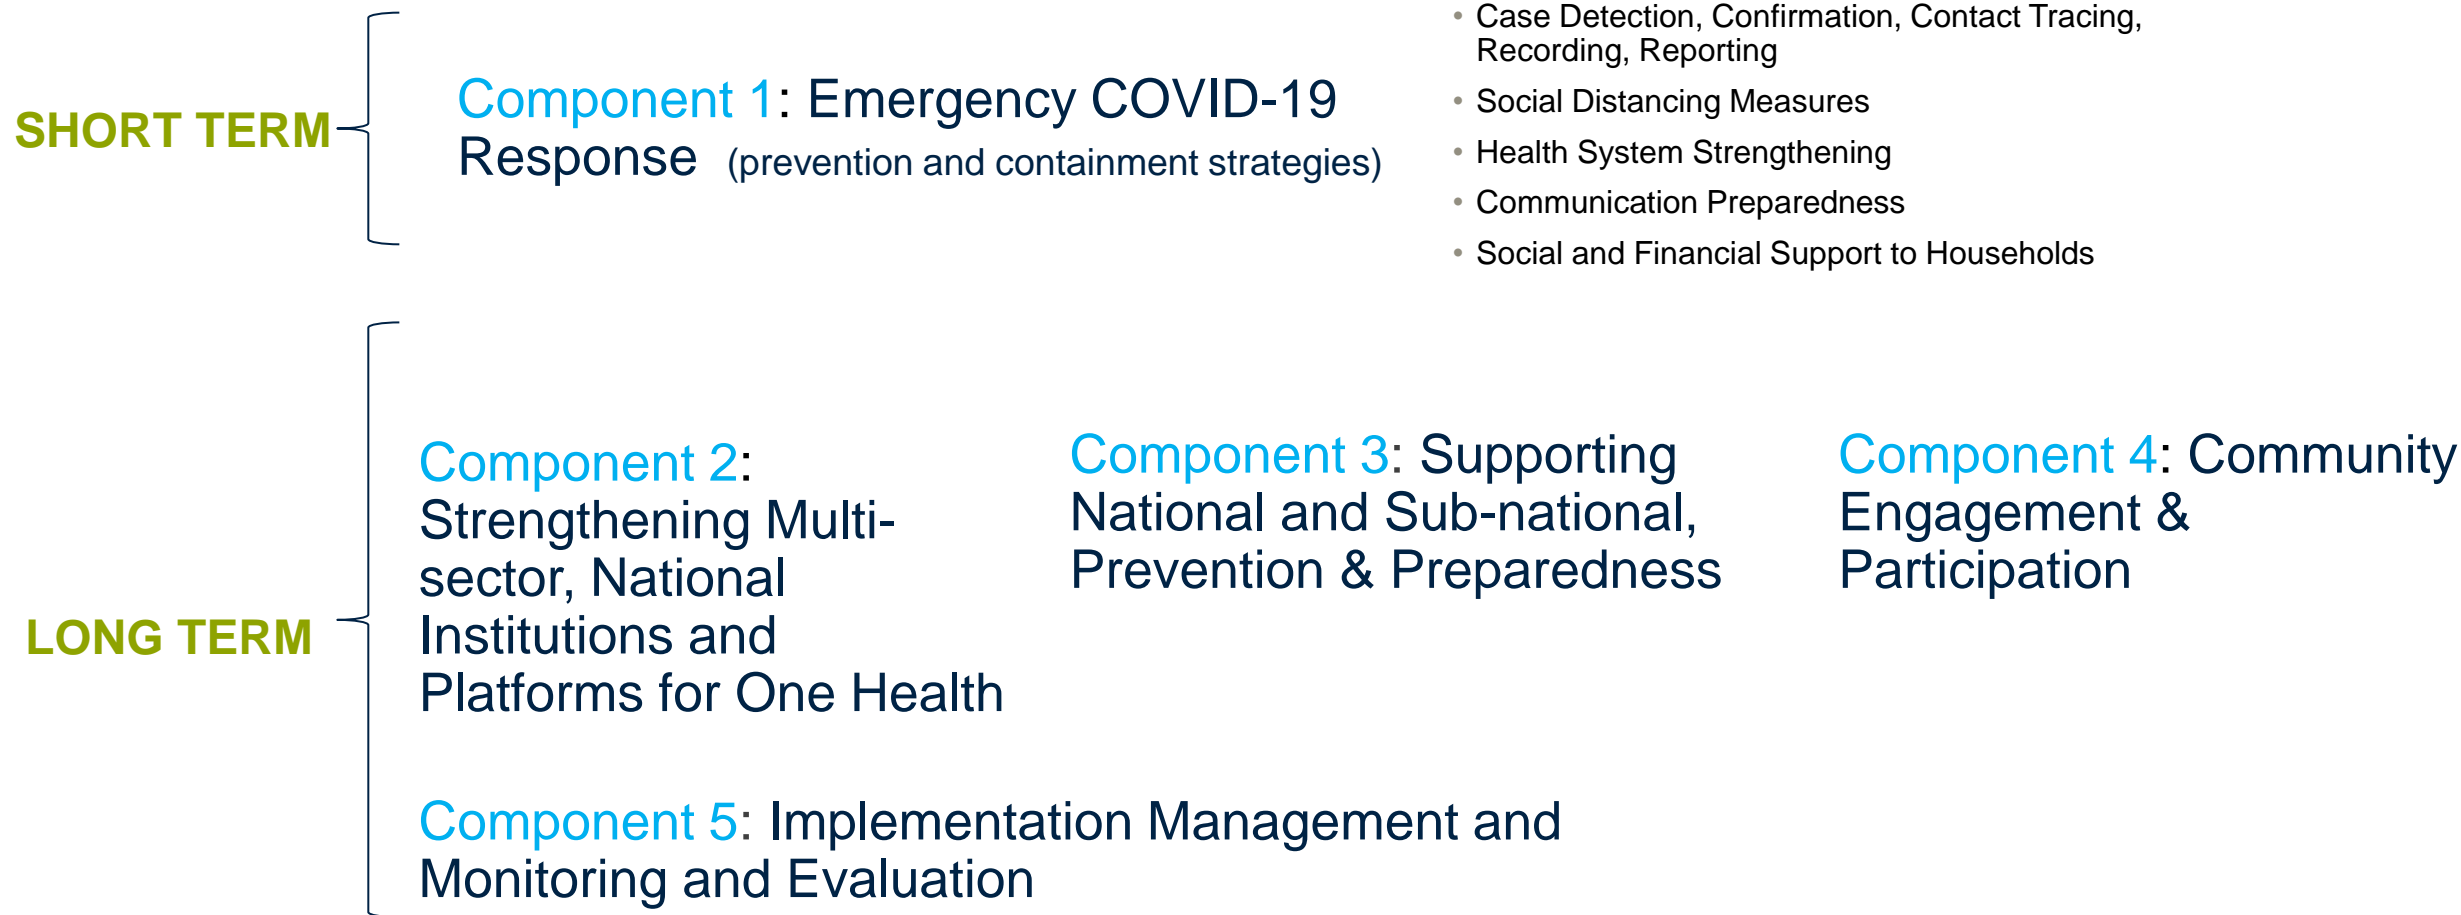 SHORT TERM
Component 1: Emergency COVID-19
Response (prevention and containment strategies)
• Case Detection, Confirmation, Contact Tracing,
Recording, Reporting
• Social Distancing Measures
• Health System Strengthening
• Communication Preparedness
• Social and Financial Support to Households
LONG TERM
Component 2:
Strengthening Multi-
sector, National
Institutions and
Platforms for One Health
Component 3: Supporting
National and Sub-national,
Prevention & Preparedness
Component 4: Community
Engagement &
Participation
Component 5: Implementation Management and
Monitoring and Evaluation